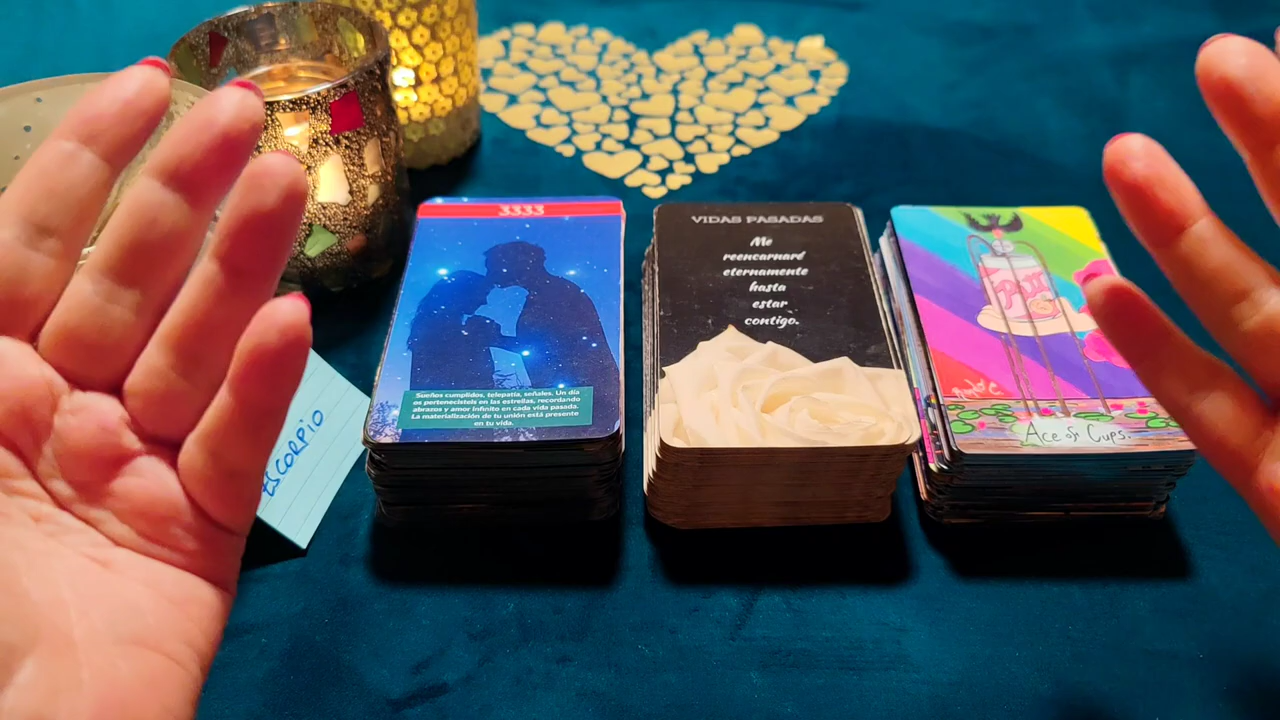 3333
Sueños cumplidos, telepatía, señales. Un día
os pertenecisteis en las estrellas, recordando
abrazos y amor infinito en cada vida pasada.
La materialización de tu unión está presente
en tu vida.
VIDAS PASADAS
Me
reencarnaré
eternamente
hasta
estar
contigo.
Ace of Cups.
ESCORPIO